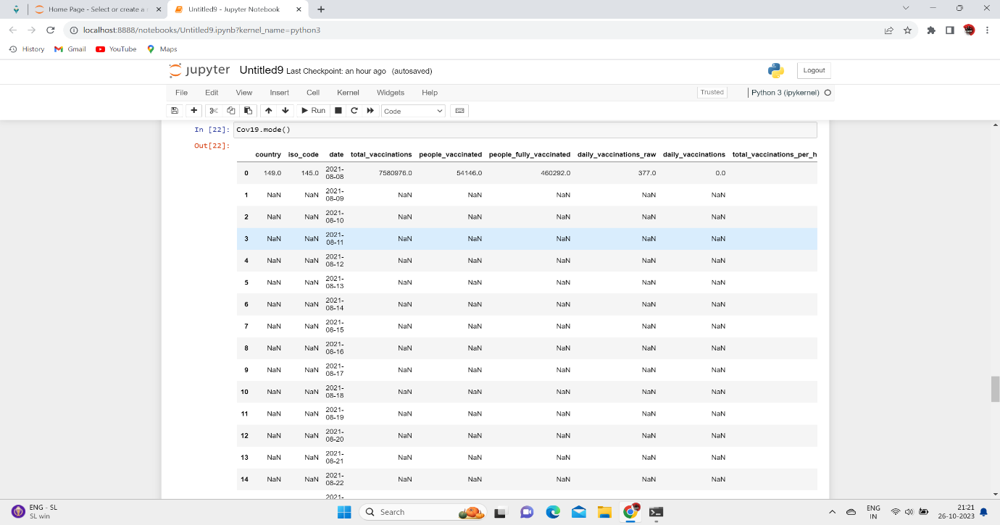 Home Page - Select or create a
Untitled9 - Jupyter Notebook
localhost:8888/notebooks/Untitled9.ipynb?kernel_name=python3
History Gmail YouTube Maps
jupyter Untitled9 Last Checkpoint: an hour ago (autosaved)
Logout
File Edit View Insert Cell Kernel Widgets Help
Trusted
Python 3 (ipykernel)
Run
Code
In [22]: Cov19.mode()
Out[22]:
country iso_code date total_vaccinations people_vaccinated people_fully_vaccinated daily_vaccinations_raw daily_vaccinations total_vaccinations_per_h
0 149.0 145.0 2021-08-08 7580976.0 54146.0 460292.0 377.0 0.0
1 NaN NaN 2021-08-09 NaN NaN NaN NaN NaN
2 NaN NaN 2021-08-10 NaN NaN NaN NaN NaN
3 NaN NaN 2021-08-11 NaN NaN NaN NaN NaN
4 NaN NaN 2021-08-12 NaN NaN NaN NaN NaN
5 NaN NaN 2021-08-13 NaN NaN NaN NaN NaN
6 NaN NaN 2021-08-14 NaN NaN NaN NaN NaN
7 NaN NaN 2021-08-15 NaN NaN NaN NaN NaN
8 NaN NaN 2021-08-16 NaN NaN NaN NaN NaN
9 NaN NaN 2021-08-17 NaN NaN NaN NaN NaN
10 NaN NaN 2021-08-18 NaN NaN NaN NaN NaN
11 NaN NaN 2021-08-19 NaN NaN NaN NaN NaN
12 NaN NaN 2021-08-20 NaN NaN NaN NaN NaN
13 NaN NaN 2021-08-21 NaN NaN NaN NaN NaN
14 NaN NaN 2021-08-22 NaN NaN NaN NaN NaN
2021-
ENG - SL
SL win
Search
ENG
IN
21:21
26-10-2023